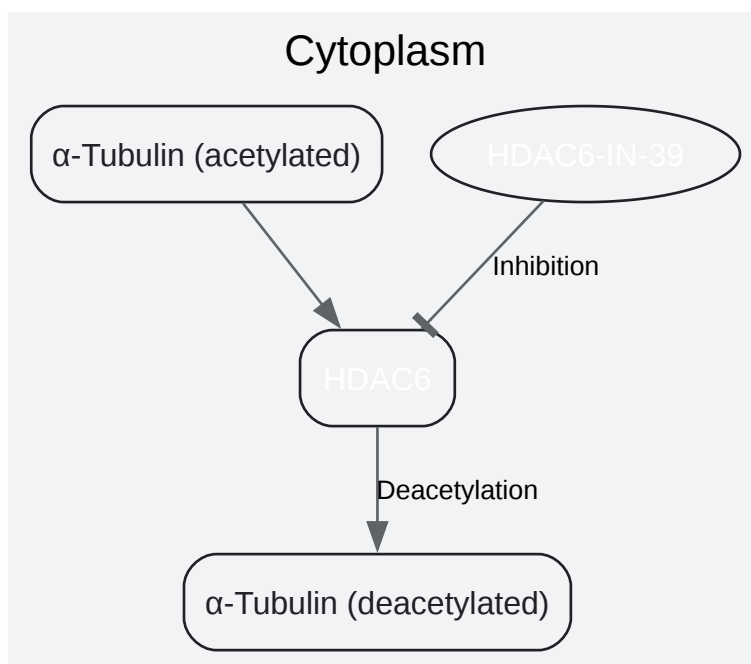 Cytoplasm
α-Tubulin (acetylated)
HDAC6-IN-39
Inhibition
HDAC6
Deacetylation
α-Tubulin (deacetylated)